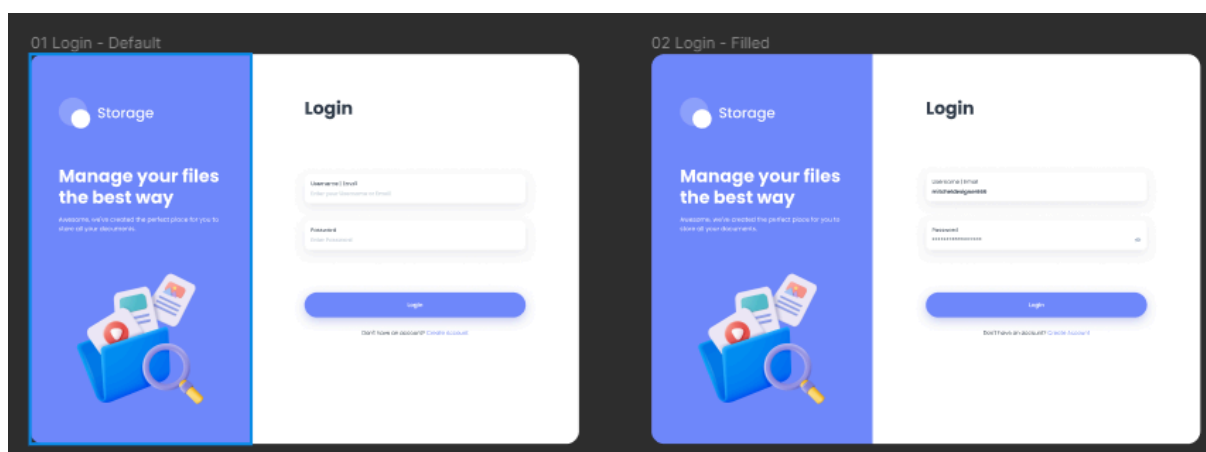 01 Login - Default
Storage
Manage your files
the best way
Awesome, we've created the perfect place for you to
store all your documents.
Login
Username | Email
Enter your Username or Email
Password
Enter Password
Login
Don't have an account? Create Account
02 Login - Filled
Storage
Manage your files
the best way
Awesome, we've created the perfect place for you to
store all your documents.
Login
Username | Email
Password
Login
Don't have an account? Create Account